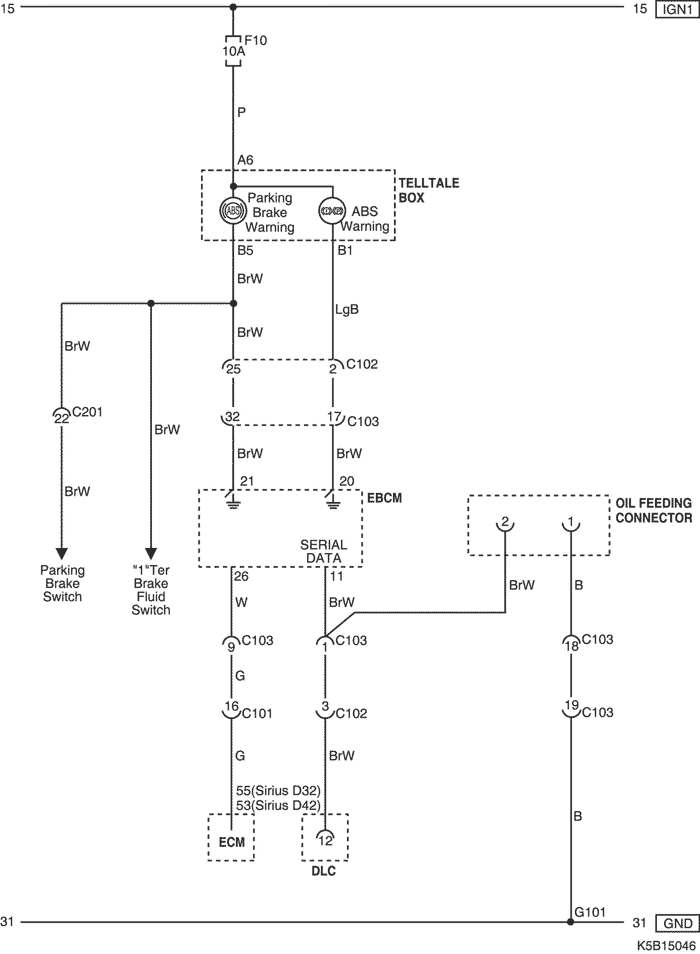 15
15 IGN1
F10
10A
P
A6
TELLTALE
BOX
ABS
Parking
Brake
Warning
ABS
Warning
B5
B1
BrW
LgB
BrW
BrW
25
2
C102
22
C201
32
17
C103
BrW
BrW
BrW
BrW
21
20
EBCM
OIL FEEDING
CONNECTOR
2
1
SERIAL
DATA
Parking
Brake
Switch
"1"Ter
Brake
Fluid
Switch
26
11
W
BrW
BrW
B
9
C103
1
C103
18
C103
G
16
C101
3
C102
19
C103
G
BrW
55(Sirius D32)
53(Sirius D42)
B
ECM
12
DLC
G101
31
31 GND
K5B15046